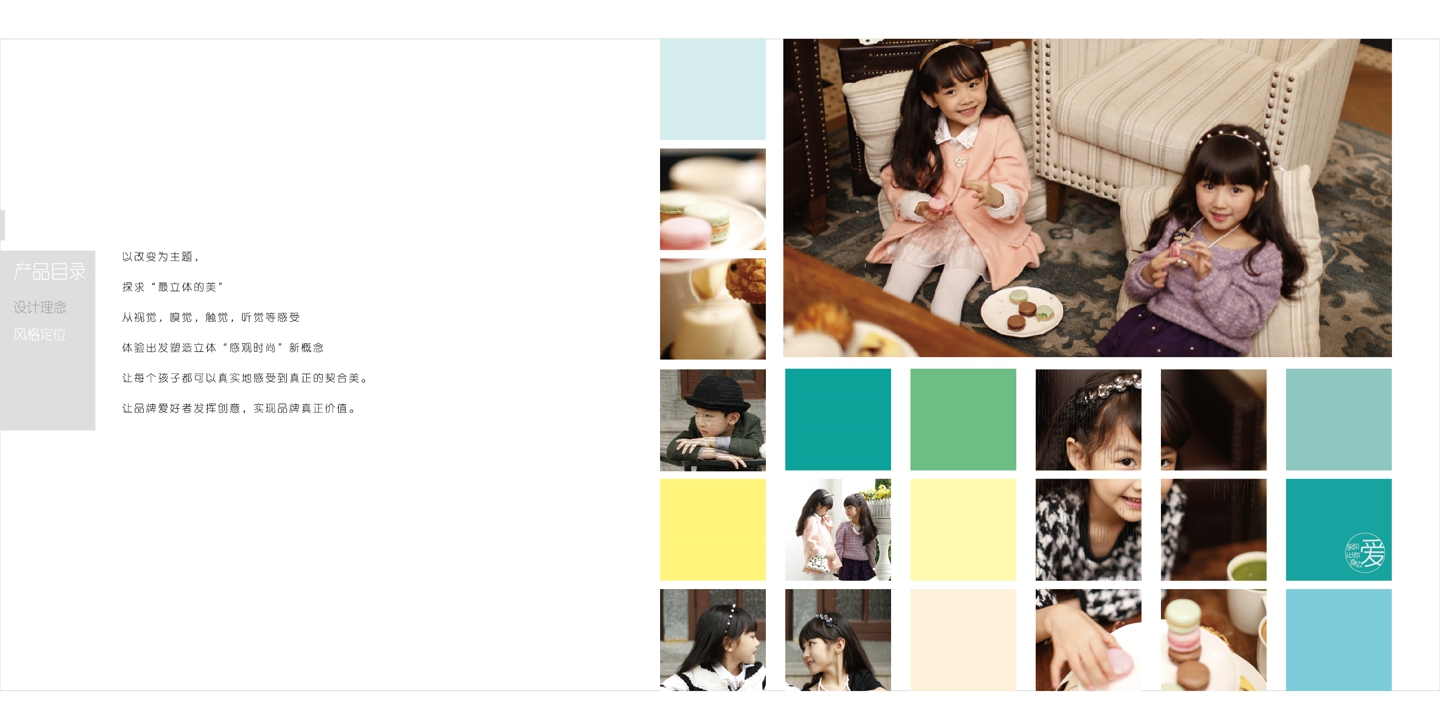 产品目录
设计理念
风格定位
以改变为主题，
探求“最立体的美”
从视觉，嗅觉，触觉，听觉等感受
体验出发塑造立体“感观时尚”新概念
让每个孩子都可以真实地感受到真正的契合美。
让品牌爱好者发挥创意，实现品牌真正价值。
爱